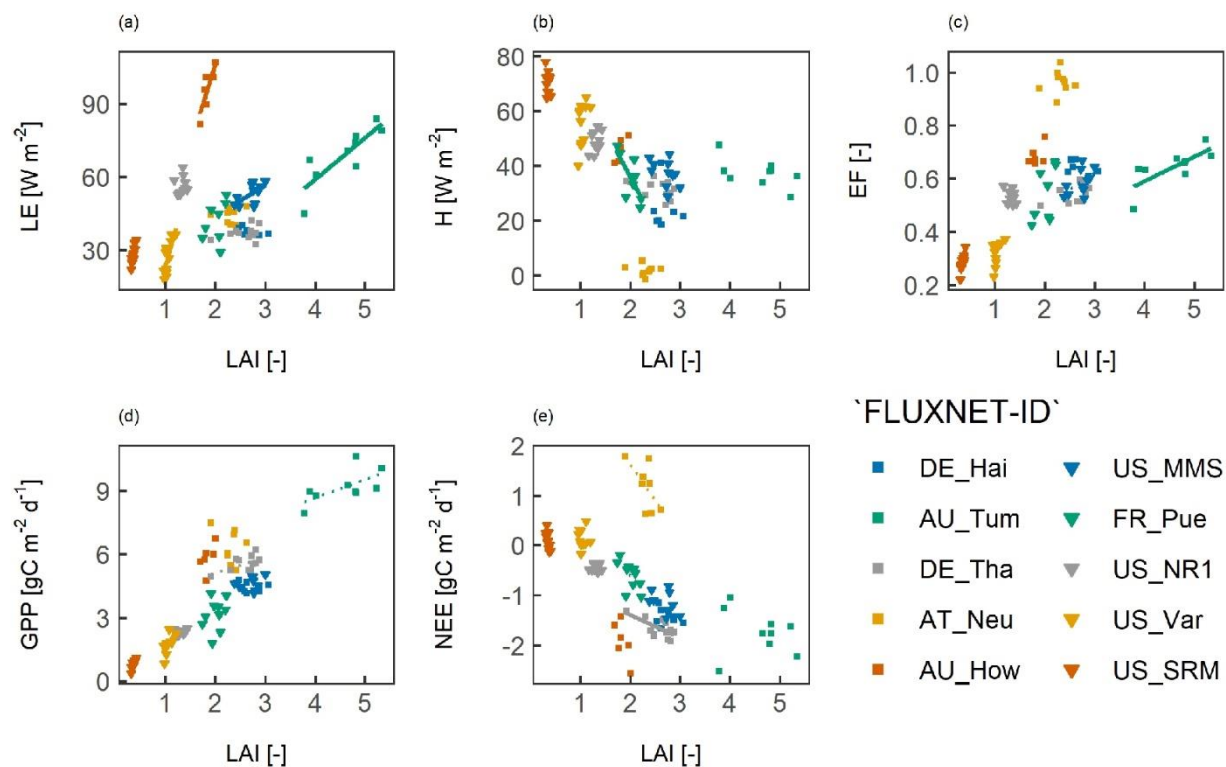 (a)
LE [W m⁻²]
90
60
30
1 2 3 4 5
LAI [-]
(b)
H [W m⁻²]
80
60
40
20
0
1 2 3 4 5
LAI [-]
(c)
EF [-]
1.0
0.8
0.6
0.4
0.2
1 2 3 4 5
LAI [-]
(d)
GPP [gC m⁻² d⁻¹]
9
6
3
0
1 2 3 4 5
LAI [-]
(e)
NEE [gC m⁻² d⁻¹]
2
1
0
-1
-2
1 2 3 4 5
LAI [-]
`FLUXNET-ID`
DE_Hai US_MMS
AU_Tum FR_Pue
DE_Tha US_NR1
AT_Neu US_Var
AU_How US_SRM